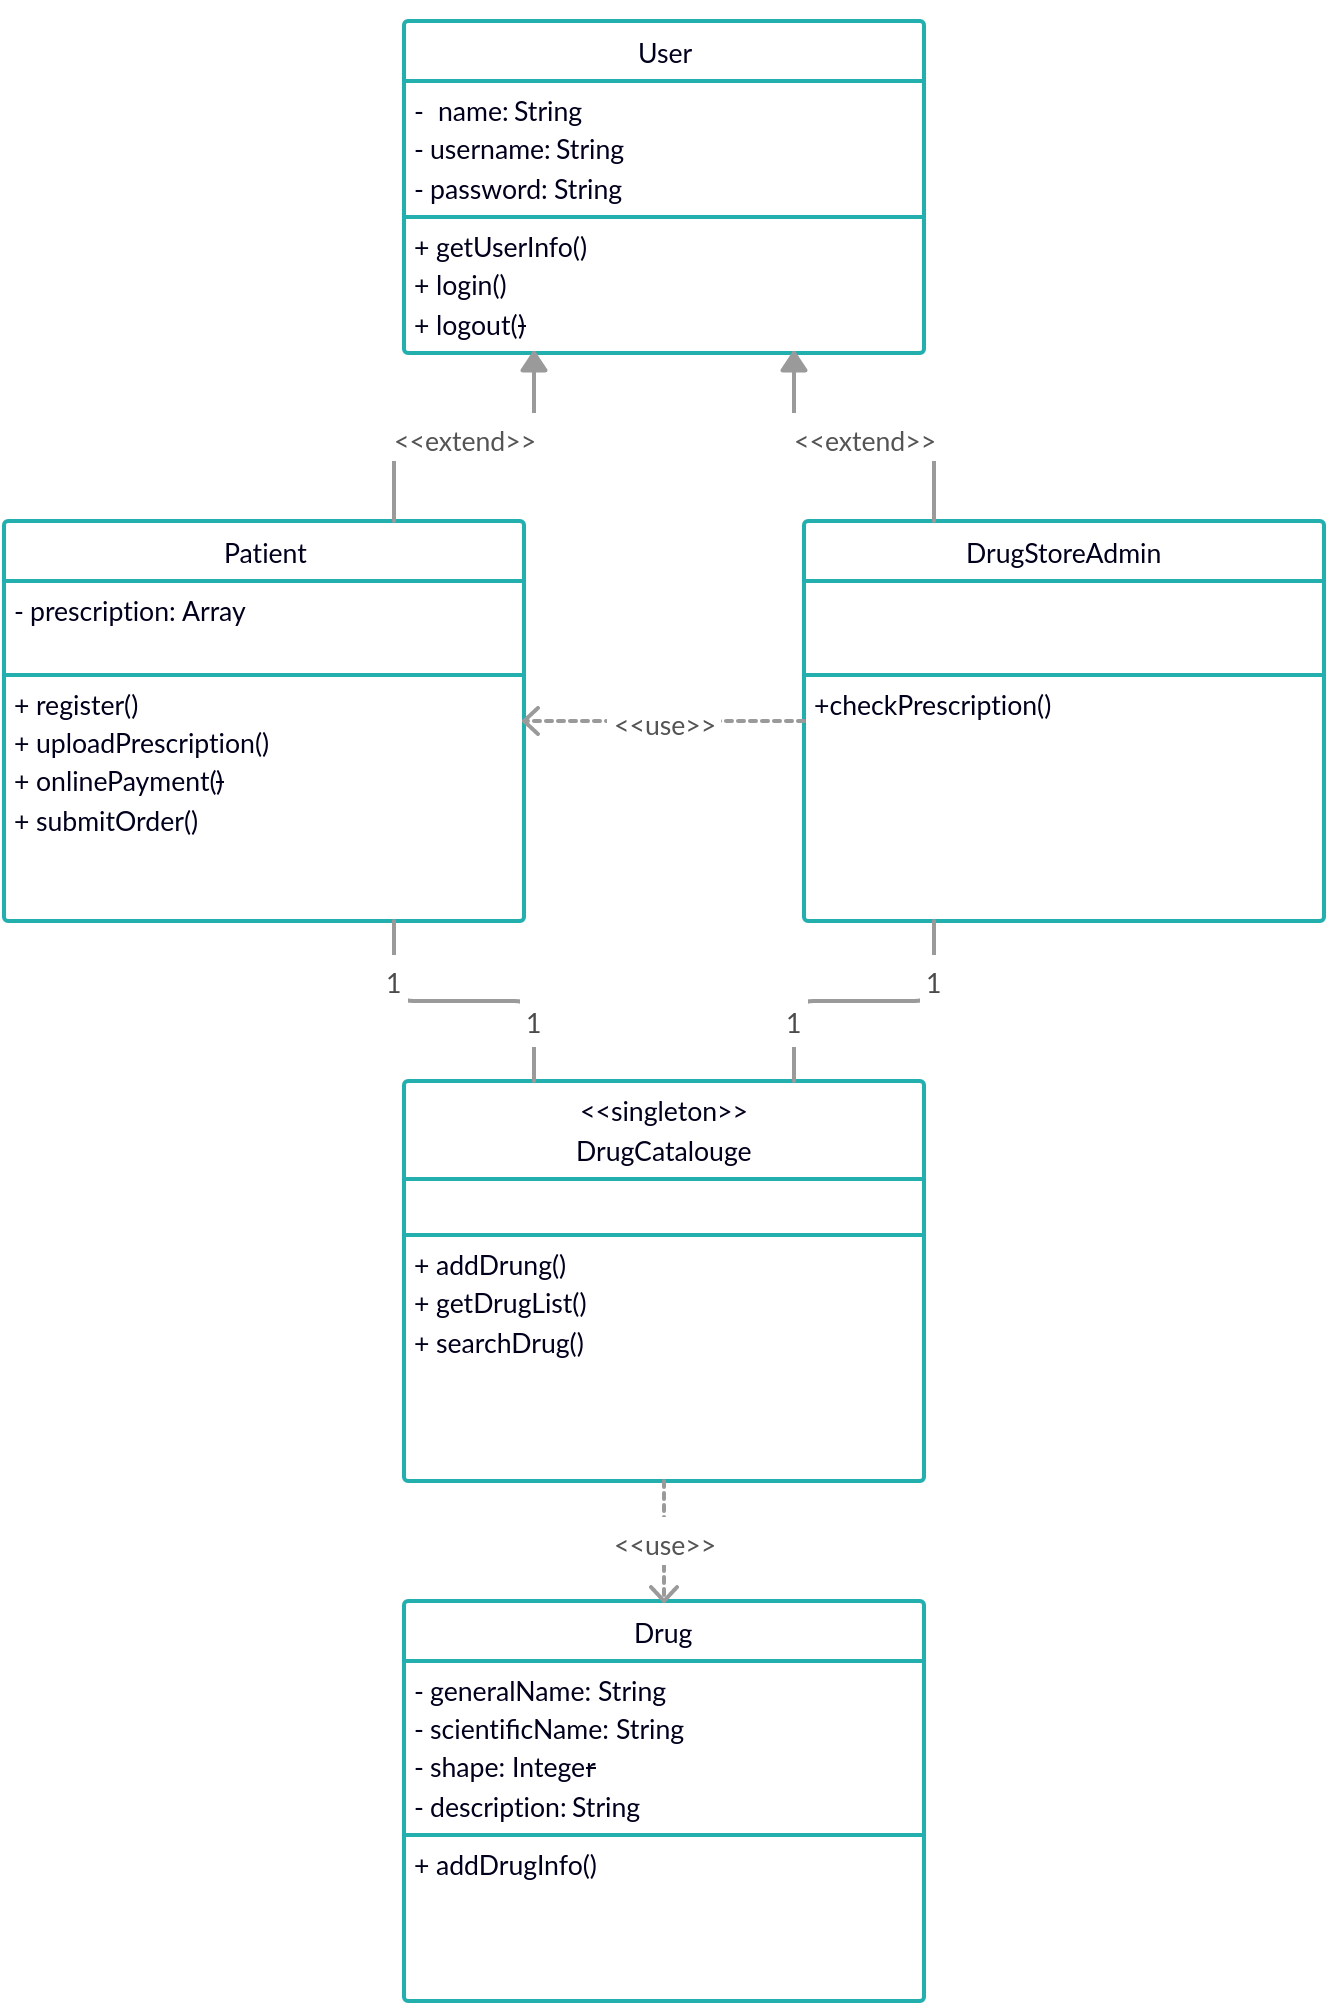 User
- name: String
- username: String
- password: String
+ getUserInfo()
+ login()
+ logout()
<<extend>>
<<extend>>
Patient
- prescription: Array
+ register()
+ uploadPrescription()
+ onlinePayment()
+ submitOrder()
<<use>>
DrugStoreAdmin
+checkPrescription()
1
1
1
1
<<singleton>>
DrugCatalouge
+ addDrung()
+ getDrugList()
+ searchDrug()
<<use>>
Drug
- generalName: String
- scientificName: String
- shape: Integer
- description: String
+ addDrugInfo()